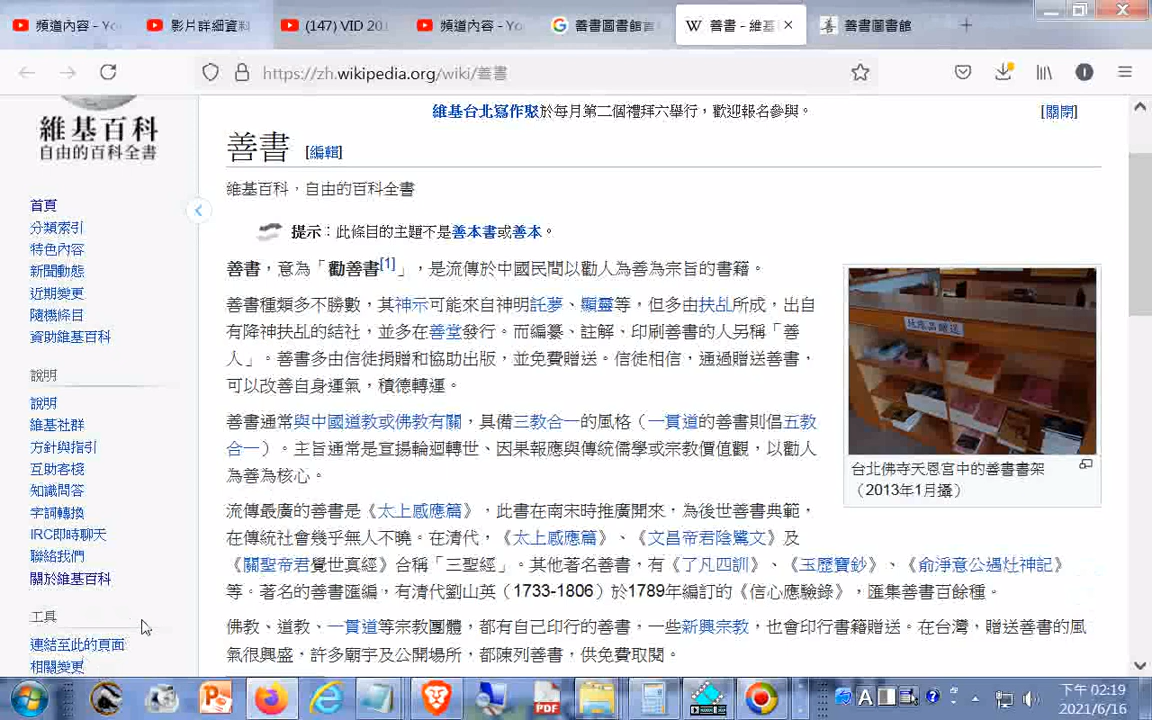 頻道內容 - Yo
影片詳細資料
(147) VID 20
頻道內容 - Yo
善書圖書館
善書 - 維基
善書圖書館
https://zh.wikipedia.org/wiki/善書
維基百科
自由的百科全書
首頁
分類索引
特色內容
新聞動態
近期變更
隨機條目
資助維基百科
說明
說明
維基社群
方針與指引
互助客棧
知識問答
字詞轉換
IRC即時聊天
聯絡我們
關於維基百科
工具
連結至此的頁面
相關變更
維基台北寫作聚於每月第二個禮拜六舉行，歡迎報名參與。
[關閉]
善書 [編輯]
維基百科，自由的百科全書
提示：此條目的主題不是善本書或善本。
善書，意為「勸善書[1]」，是流傳於中國民間以勸人為善為宗旨的書籍。
善書種類多不勝數，其神示可能來自神明託夢、顯靈等，但多由扶乩所成，出自
有降神扶乩的結社，並多在善堂發行。而編纂、註解、印刷善書的人另稱「善
人」。善書多由信徒捐贈和協助出版，並免費贈送。信徒相信，通過贈送善書，
可以改善自身運氣，積德轉運。
善書通常與中國道教或佛教有關，具備三教合一的風格（一貫道的善書則倡五教
合一）。主旨通常是宣揚輪迴轉世、因果報應與傳統儒學或宗教價值觀，以勸人
為善為核心。
流傳最廣的善書是《太上感應篇》，此書在南宋時推廣開來，為後世善書典範，
在傳統社會幾乎無人不曉。在清代，《太上感應篇》、《文昌帝君陰騭文》及
《關聖帝君覺世真經》合稱「三聖經」。其他著名善書，有《了凡四訓》、《玉歷寶鈔》、《俞淨意公遇灶神記》
等。著名的善書匯編，有清代劉山英（1733-1806）於1789年編訂的《信心應驗錄》，匯集善書百餘種。
佛教、道教、一貫道等宗教團體，都有自己印行的善書，一些新興宗教，也會印行書籍贈送。在台灣，贈送善書的風
氣很興盛，許多廟宇及公開場所，都陳列善書，供免費取閱。
台北佛寺天恩宮中的善書書架
（2013年1月攝）
PDF
A
下午 02:19
2021/6/16